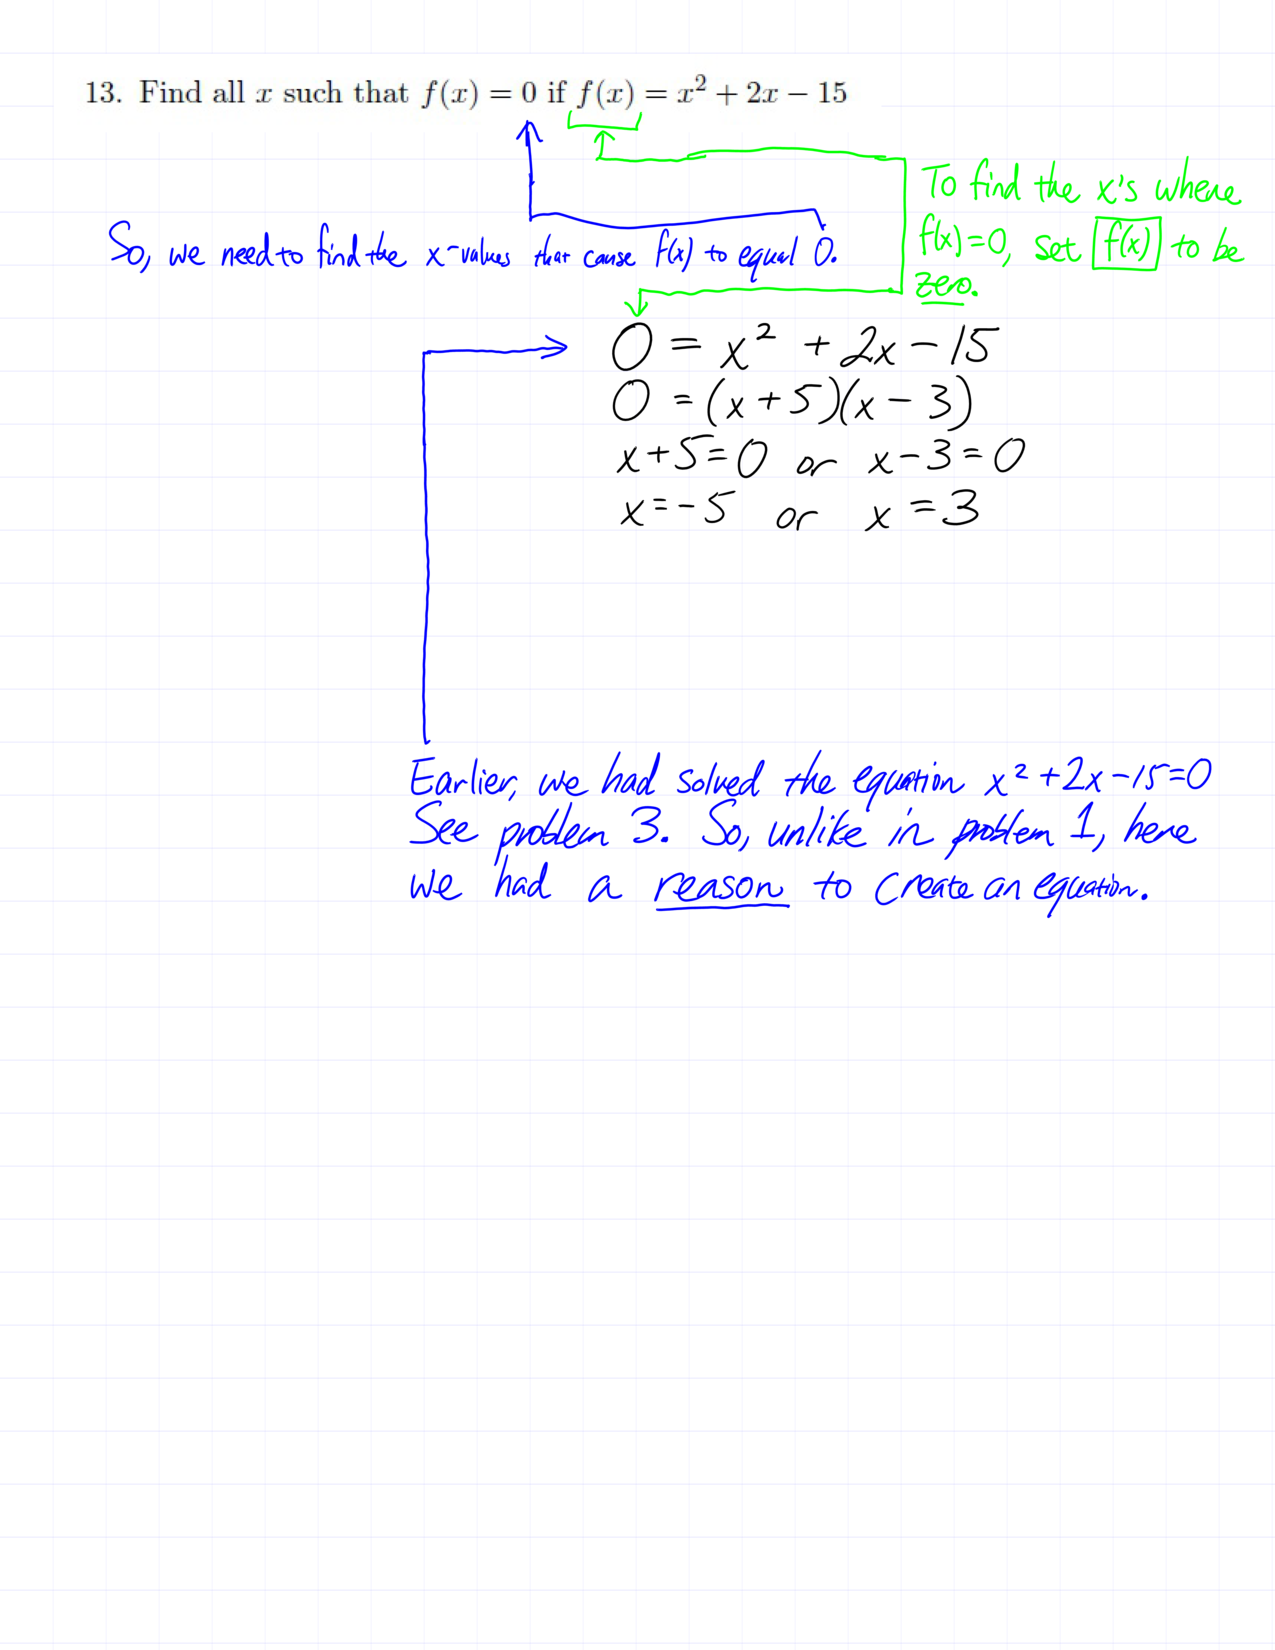 13. Find all x such that f(x) = 0 if f(x) = x² + 2x − 15
To find the x's where
f(x)=0, set f(x) to be
zero.
So, we need to find the x-values that cause f(x) to equal 0.
0 = x² + 2x − 15
0 = (x+5)(x − 3)
x+5=0 or x−3=0
x=−5 or x=3
Earlier, we had solved the equation x²+2x−15=0
See problem 3. So, unlike in problem 1, here
we had a reason to create an equation.